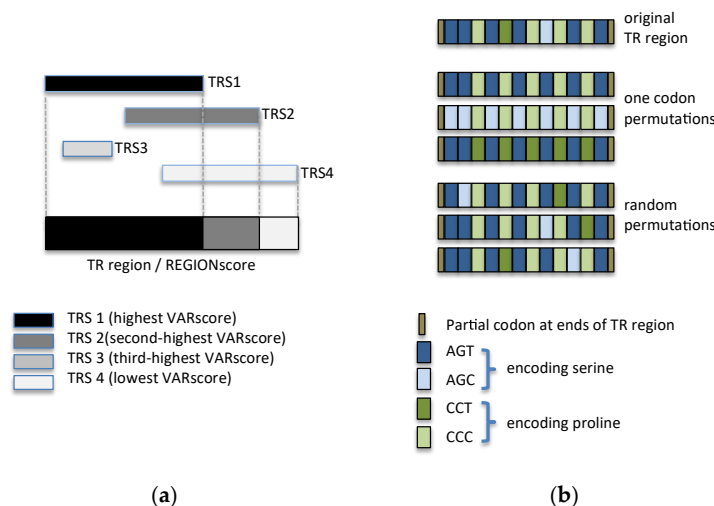 TRS1
TRS2
TRS3
TRS4
TR region / REGIONscore
TRS 1 (highest VARscore)
TRS 2(second-highest VARscore)
TRS 3 (third-highest VARscore)
TRS 4 (lowest VARscore)
(a)
original
TR region
one codon
permutations
random
permutations
Partial codon at ends of TR region
AGT
AGC
encoding serine
CCT
CCC
encoding proline
(b)